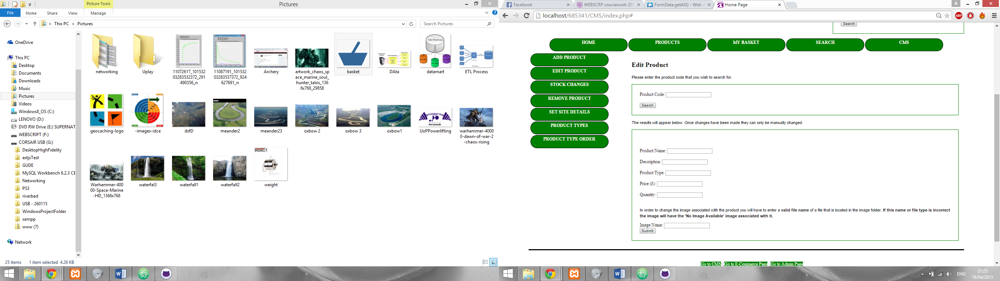 Picture Tools
Pictures
File
Home
Share
View
Manage
This PC
Pictures
Search Pictures
OneDrive
This PC
Desktop
Documents
Downloads
Music
Pictures
Videos
Windows8_OS (C:)
LENOVO (D:)
DVD RW Drive (E:) SUPERNAT
WEBSCRIPT (F:)
CORSAIR USB (G:)
DesktopHighFidelity
extjsTest
GUDE
MySQL Workbench 6.2.3 CE
Networking
PS3
riverbed
USB - 260115
WindowsProjectFolder
xampp
www (7)
Network
networking
Uplay
11072617_101532
03283532372_291
490356_n
11087191_101532
03283537372_924
627691_n
Archery
artwork_chaos_sp
ace_marine_soul_
hunter_talos_136
6x768_29858
basket
DAta
datamart
ETL Process
geocaching-logo
-images-idce
dsfD
meander2
meander23
oxbow 2
oxbow 3
oxbow1
UoPPowerlifting
warhammer-4000
0-dawn-of-war-2
-chaos-rising
Warhammer-400
00-Space-Marine
-HD_1366x768
waterfal3
waterfall1
waterfall2
weight
25 items
1 item selected 4.26 KB
Facebook
WEBSCRP coursework 201
FormData.getAll() - Web A
Home Page
localhost/685341/CMS/index.php#
ABP
Search
HOME
PRODUCTS
MY BASKET
SEARCH
CMS
ADD PRODUCT
EDIT PRODUCT
STOCK CHANGES
REMOVE PRODUCT
SET SITE DETAILS
PRODUCT TYPES
PRODUCT TYPE ORDER
Edit Product
Please enter the product code that you wish to search for.
Product Code:
Search
The results will appear below. Once changes have been made they can only be manually changed.
Product Name:
Description:
Product Type:
Price (£):
Quantity:
In order to change the image associated with the product you will have to enter a valid file name of a file that is located in the image folder. If this name or file type is incorrect
the image will have the 'No Image Available' image associated with it.
Image Name:
Submit
Go to CMS | Go to E-Commerce Page | Go to Admin Page
ENG
21:25
18/04/2015